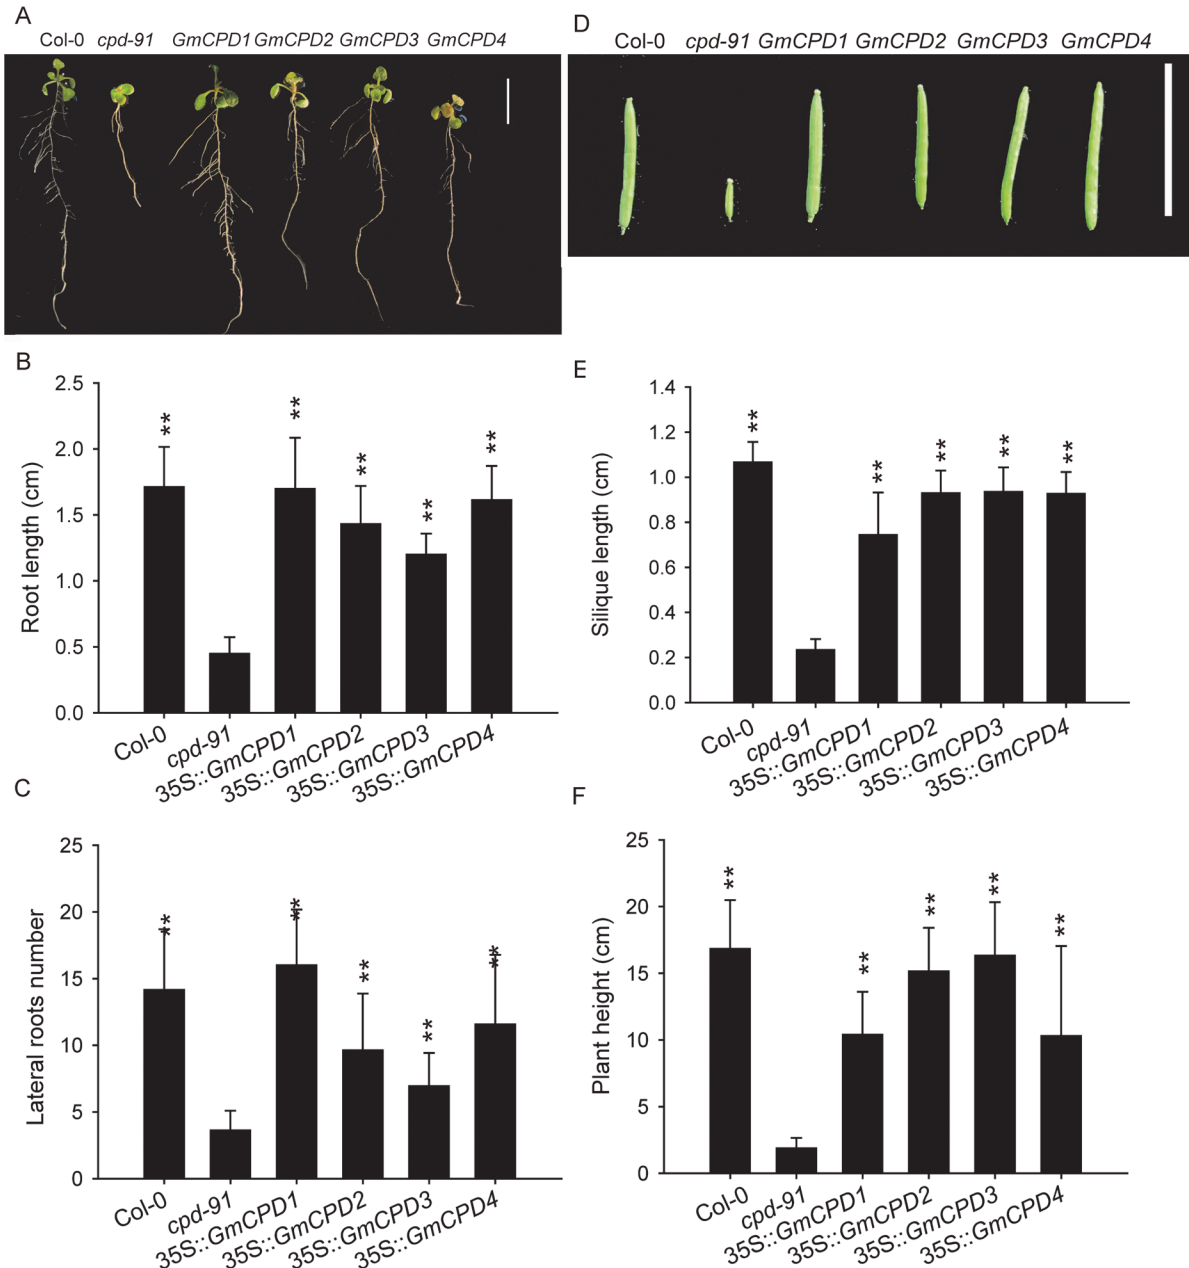 A
Col-0 cpd-91 GmCPD1 GmCPD2 GmCPD3 GmCPD4
B
2.5
2.0
1.5
1.0
0.5
0.0
Root length (cm)
** ** ** ** **
Col-0 cpd-91 35S::GmCPD1 35S::GmCPD2 35S::GmCPD3 35S::GmCPD4
C
25
20
15
10
5
0
Lateral roots number
** ** ** ** **
Col-0 cpd-91 35S::GmCPD1 35S::GmCPD2 35S::GmCPD3 35S::GmCPD4
D
Col-0 cpd-91 GmCPD1 GmCPD2 GmCPD3 GmCPD4
E
1.4
1.2
1.0
0.8
0.6
0.4
0.2
0.0
Silique length (cm)
** ** ** ** **
Col-0 cpd-91 35S::GmCPD1 35S::GmCPD2 35S::GmCPD3 35S::GmCPD4
F
25
20
15
10
5
0
Plant height (cm)
** ** ** ** **
Col-0 cpd-91 35S::GmCPD1 35S::GmCPD2 35S::GmCPD3 35S::GmCPD4